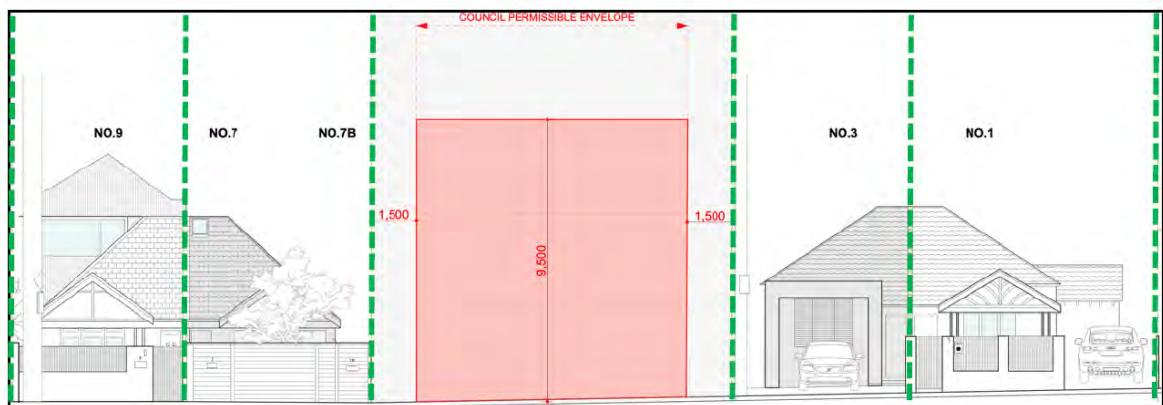 COUNCIL PERMISSIBLE ENVELOPE
NO.9
NO.7
NO.7B
NO.3
NO.1
1,500
1,500
9,500